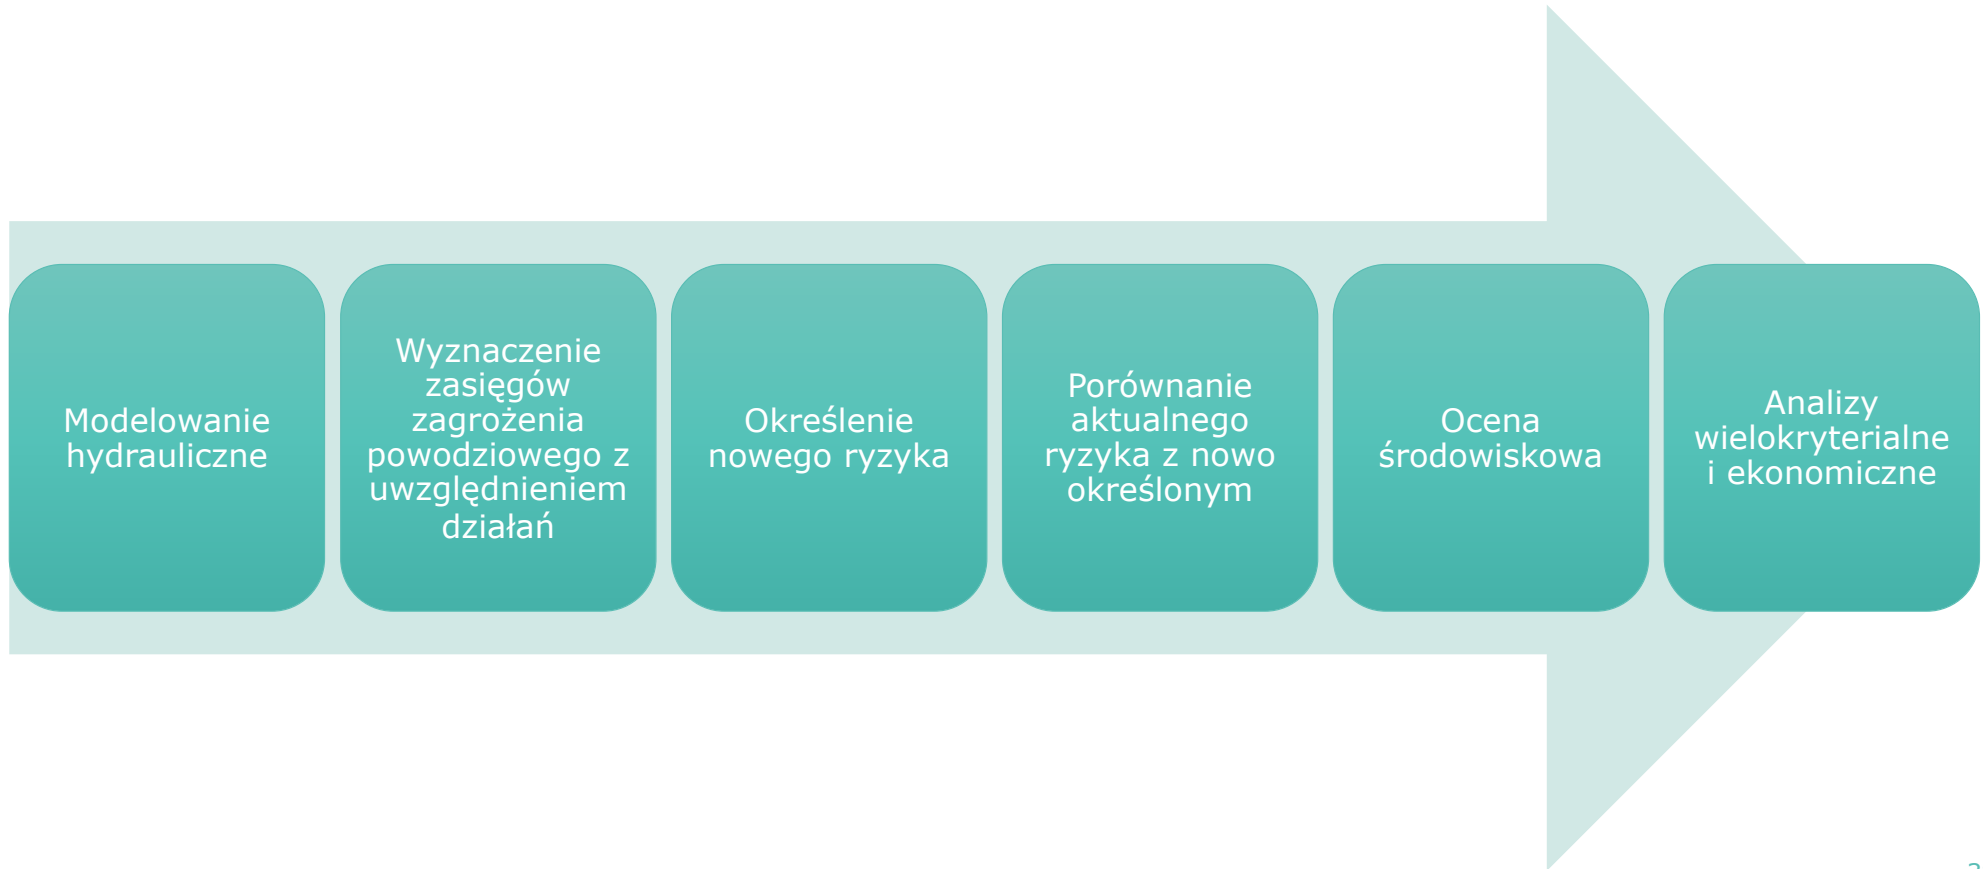 Modelowanie
hydrauliczne
Wyznaczenie
zasięgów
zagrożenia
powodziowego z
uwzględnieniem
działań
Określenie
nowego ryzyka
Porównanie
aktualnego
ryzyka z nowo
określonym
Ocena
środowiskowa
Analizy
wielokryterialne
i ekonomiczne